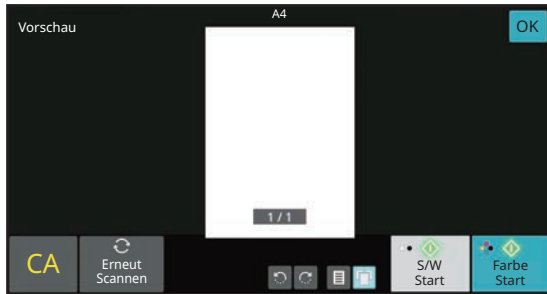 A4
Vorschau
OK
1 / 1
CA
Erneut
Scannen
S/W
Start
Farbe
Start